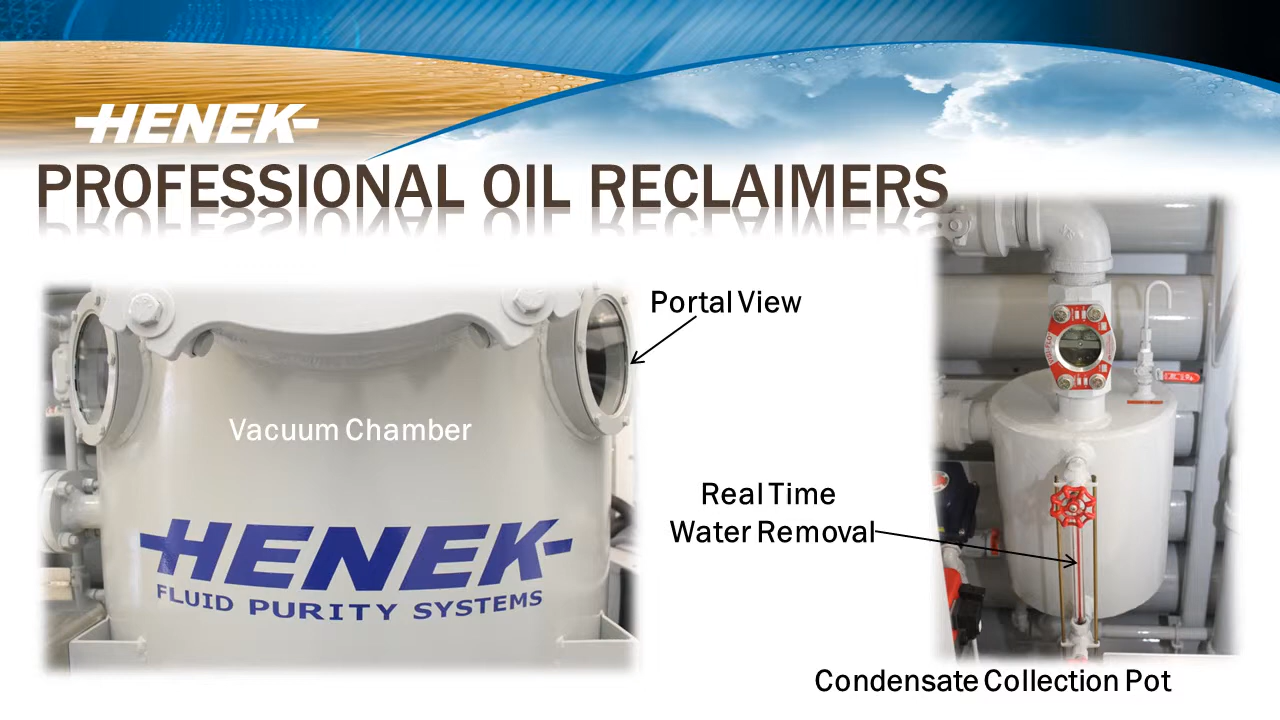 HENEK
PROFESSIONAL OIL RECLAIMERS
Portal View
Vacuum Chamber
Real Time
Water Removal
HENEK
FLUID PURITY SYSTEMS
Condensate Collection Pot